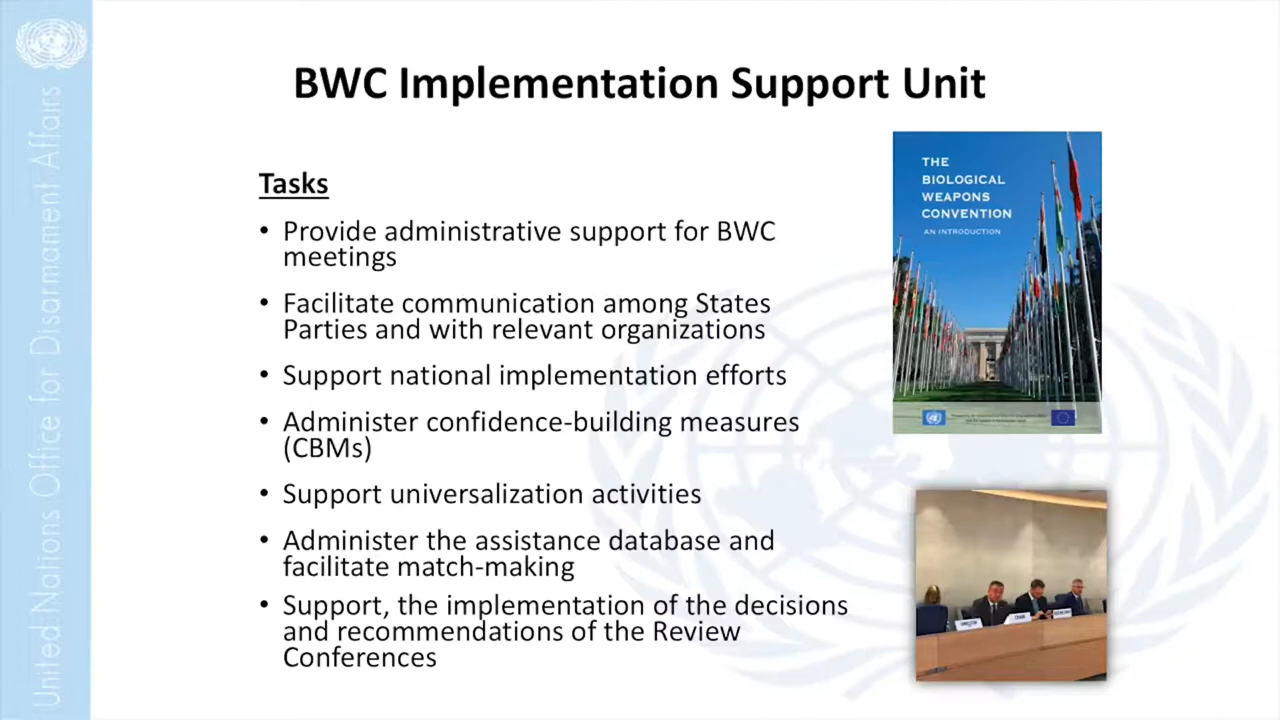 United Nations Office for Disarmament Affairs
BWC Implementation Support Unit
Tasks
• Provide administrative support for BWC
meetings
• Facilitate communication among States
Parties and with relevant organizations
• Support national implementation efforts
• Administer confidence-building measures
(CBMs)
• Support universalization activities
• Administer the assistance database and
facilitate match-making
• Support, the implementation of the decisions
and recommendations of the Review
Conferences
THE
BIOLOGICAL
WEAPONS
CONVENTION
AN INTRODUCTION
CHAIR